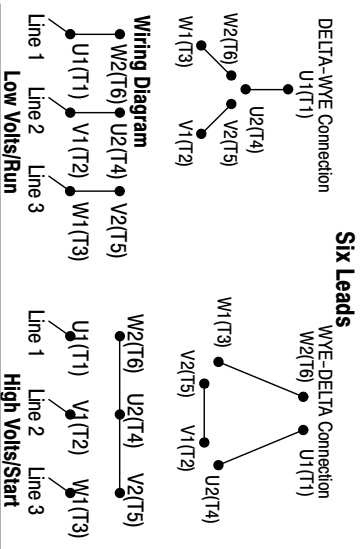 Six Leads
DELTA-WYE Connection
U1(T1)
U2(T4)
W2(T6)
V2(T5)
W1(T3)
V1(T2)
WYE-DELTA Connection
W2(T6)
U1(T1)
W1(T3)
U2(T4)
V2(T5)
V1(T2)
Wiring Diagram
W2(T6) U2(T4) V2(T5)
U1(T1) V1(T2) W1(T3)
Line 1 Line 2 Line 3
Low Volts/Run
W2(T6) U2(T4) V2(T5)
U1(T1) V1(T2) W1(T3)
Line 1 Line 2 Line 3
High Volts/Start